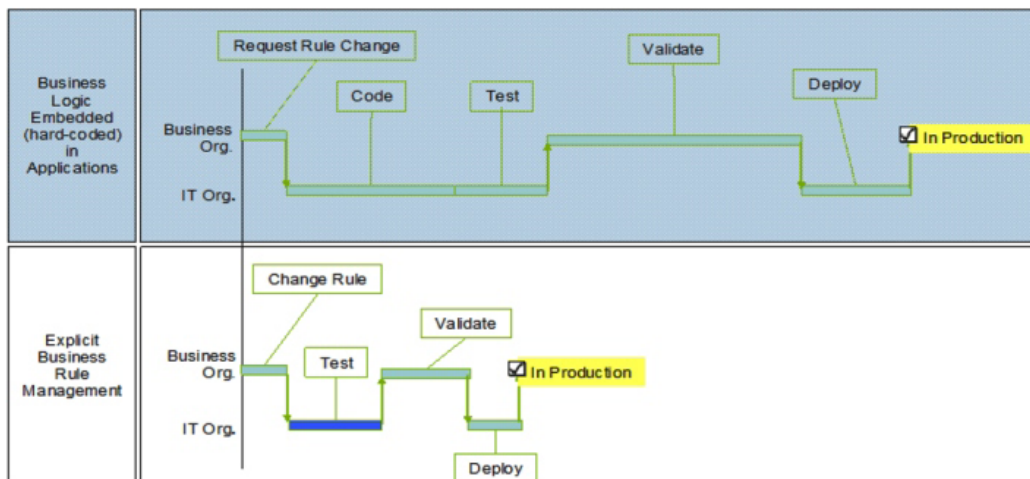 Business
Logic
Embedded
(hard-coded)
in
Applications
Request Rule Change
Code
Test
Validate
Deploy
Business
Org.
IT Org.
In Production
Explicit
Business
Rule
Management
Change Rule
Test
Validate
Deploy
Business
Org.
IT Org.
In Production